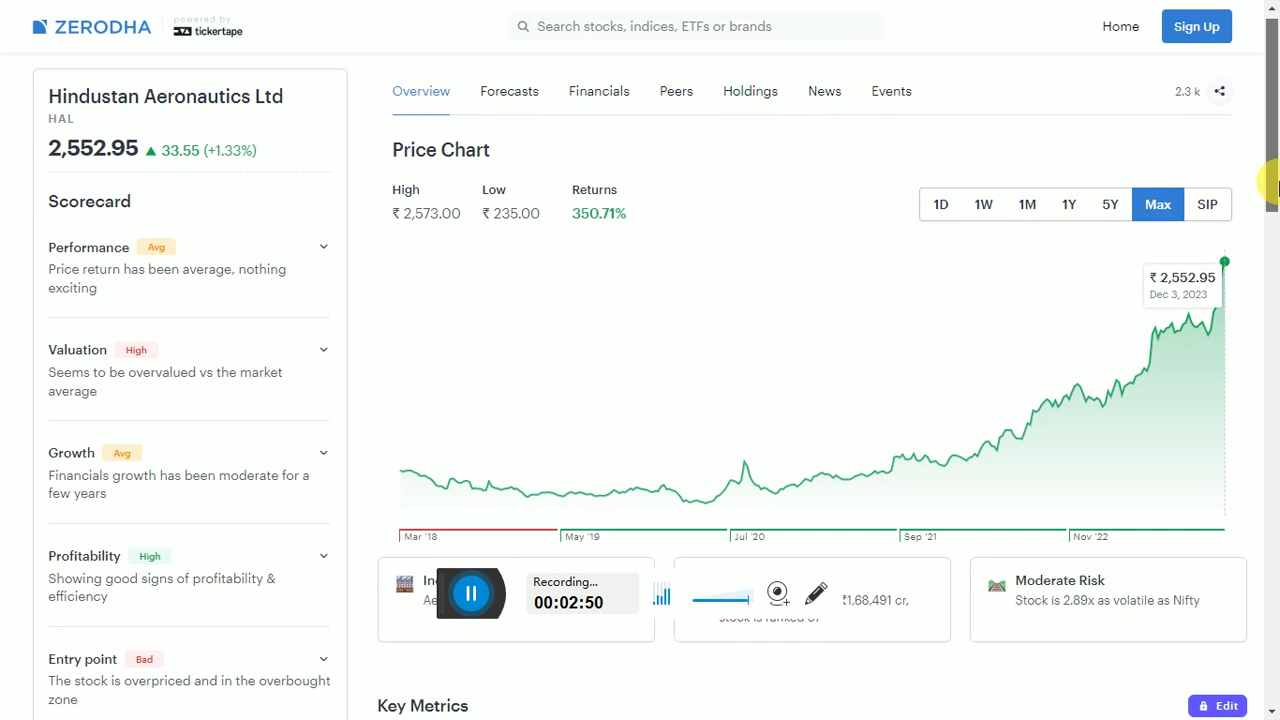 ZERODHA
powered by
tickertape
Search stocks, indices, ETFs or brands
Home
Sign Up
Hindustan Aeronautics Ltd
HAL
2,552.95 ▲ 33.55 (+1.33%)
Scorecard
Performance Avg
Price return has been average, nothing
exciting
Valuation High
Seems to be overvalued vs the market
average
Growth Avg
Financials growth has been moderate for a
few years
Profitability High
Showing good signs of profitability &
efficiency
Entry point Bad
The stock is overpriced and in the overbought
zone
Overview Forecasts Financials Peers Holdings News Events
2.3 k
Price Chart
High Low Returns
₹ 2,573.00 ₹ 235.00 350.71%
1D 1W 1M 1Y 5Y Max SIP
₹ 2,552.95
Dec 3, 2023
Mar '18 May '19 Jul '20 Sep '21 Nov '22
Recording...
00:02:50
₹1,68,491 cr,
stock is ranked 67
Moderate Risk
Stock is 2.89x as volatile as Nifty
Key Metrics
Edit